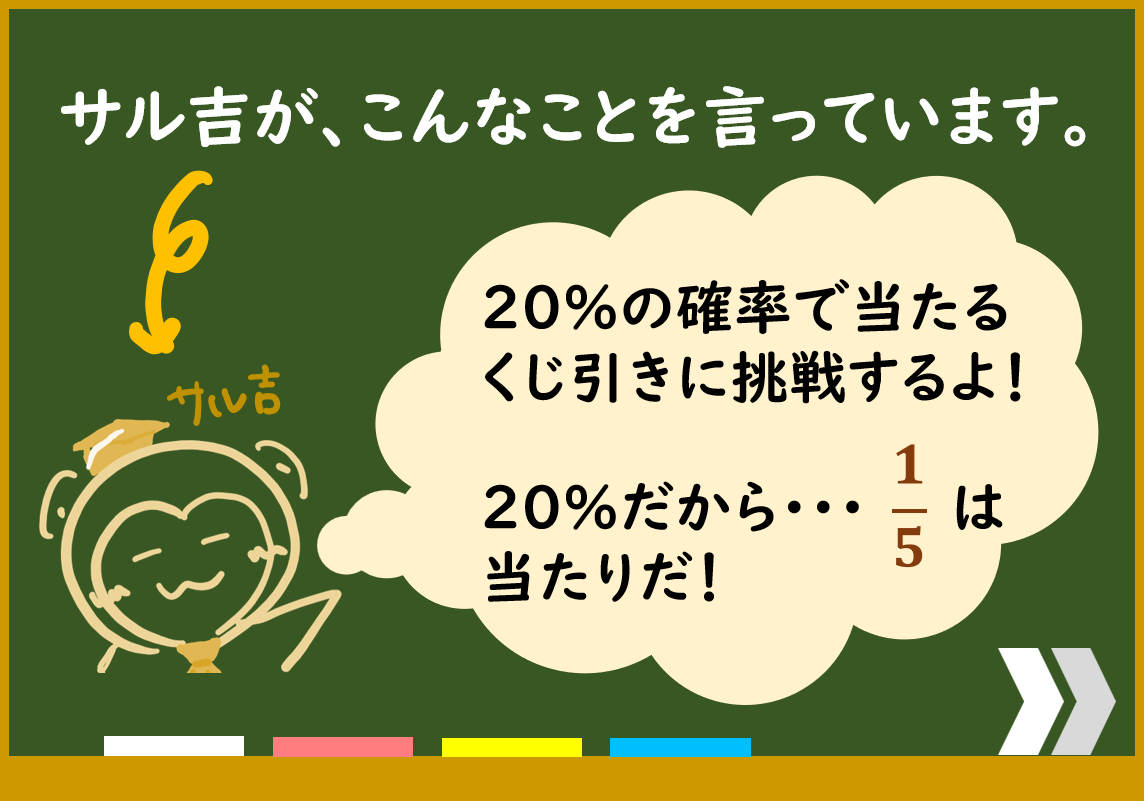 サル吉が、こんなことを言っています。
サル吉
20%の確率で当たる
くじ引きに挑戦するよ!
20%だから・・・ 1/5 は
当たりだ!